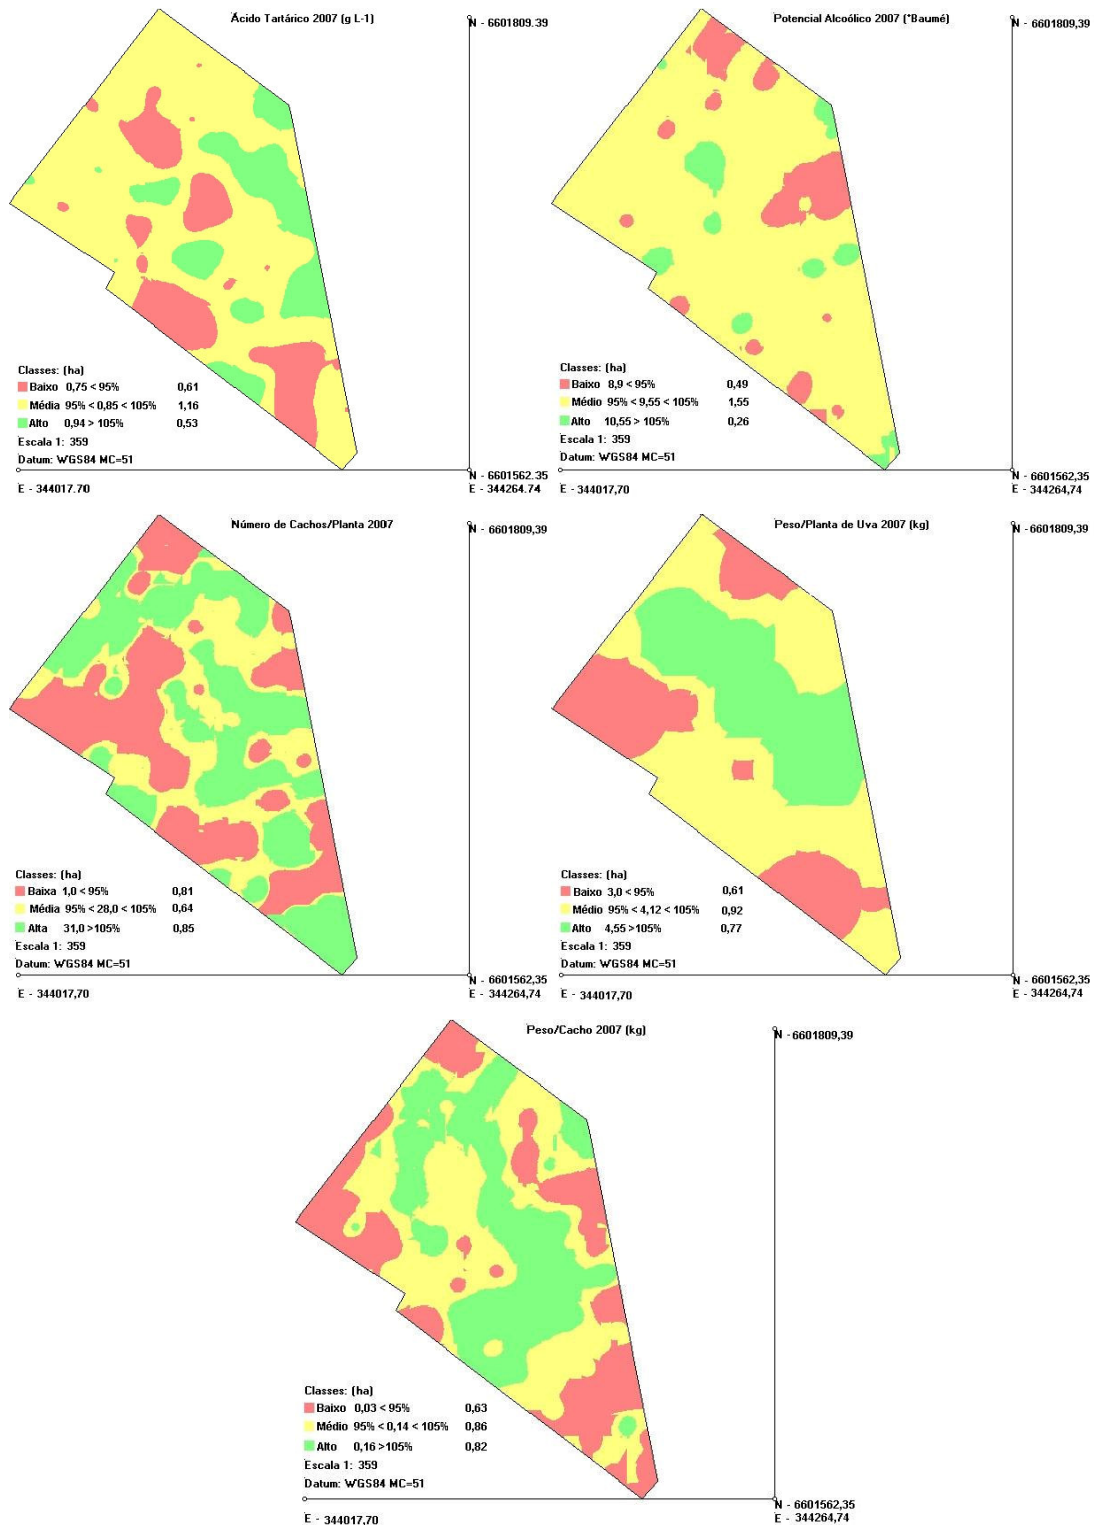 Ácido Tartárico 2007 (g L-1)
N - 6601809.39
Classes: (ha)
Baixo 0,75 < 95% 0,61
Média 95% < 0,85 < 105% 1,16
Alto 0,94 > 105% 0,53
Escala 1: 359
Datum: WGS84 MC=51
N - 6601562.35
E - 344017.70
E - 344264.74
Potencial Alcoólico 2007 (°Baumé)
N - 6601809,39
Classes: (ha)
Baixo 8,9 < 95% 0,49
Médio 95% < 9,55 < 105% 1,55
Alto 10,55 > 105% 0,26
Escala 1: 359
Datum: WGS84 MC=51
N - 6601562,35
E - 344017,70
E - 344264,74
Número de Cachos/Planta 2007
N - 6601809,39
Classes: (ha)
Baixa 1,0 < 95% 0,81
Média 95% < 28,0 < 105% 0,64
Alta 31,0 >105% 0,85
Escala 1: 359
Datum: WGS84 MC=51
N - 6601562,35
E - 344017,70
E - 344264,74
Peso/Planta de Uva 2007 (kg)
N - 6601809,39
Classes: (ha)
Baixo 3,0 < 95% 0,61
Médio 95% < 4,12 < 105% 0,92
Alto 4,55 >105% 0,77
Escala 1: 359
Datum: WGS84 MC=51
N - 6601562,35
E - 344017,70
E - 344264,74
Peso/Cacho 2007 (kg)
N - 6601809,39
Classes: (ha)
Baixo 0,03 < 95% 0,63
Médio 95% < 0,14 < 105% 0,86
Alto 0,16 >105% 0,82
Escala 1: 359
Datum: WGS84 MC=51
N - 6601562,35
E - 344017,70
E - 344264,74